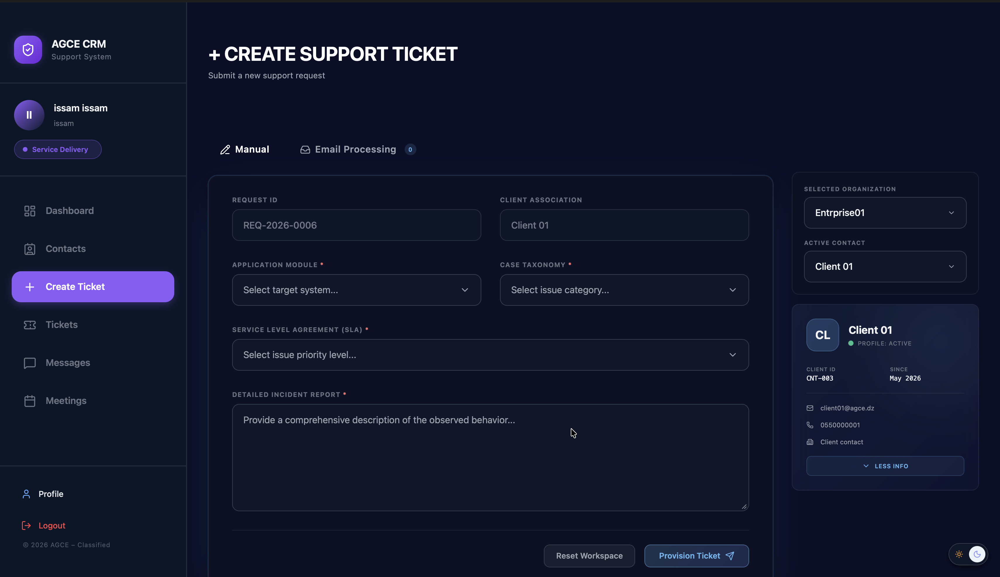 AGCE CRM
Support System
II
issam issam
issam
Service Delivery
Dashboard
Contacts
Create Ticket
Tickets
Messages
Meetings
Profile
Logout
© 2026 AGCE – Classified
+ CREATE SUPPORT TICKET
Submit a new support request
Manual
Email Processing 0
REQUEST ID
REQ-2026-0006
CLIENT ASSOCIATION
Client 01
APPLICATION MODULE *
Select target system...
CASE TAXONOMY *
Select issue category...
SERVICE LEVEL AGREEMENT (SLA) *
Select issue priority level...
DETAILED INCIDENT REPORT *
Provide a comprehensive description of the observed behavior...
Reset Workspace
Provision Ticket
SELECTED ORGANIZATION
Entrprise01
ACTIVE CONTACT
Client 01
CL
Client 01
PROFILE: ACTIVE
CLIENT ID
CNT-003
SINCE
May 2026
client01@agce.dz
0550000001
Client contact
LESS INFO